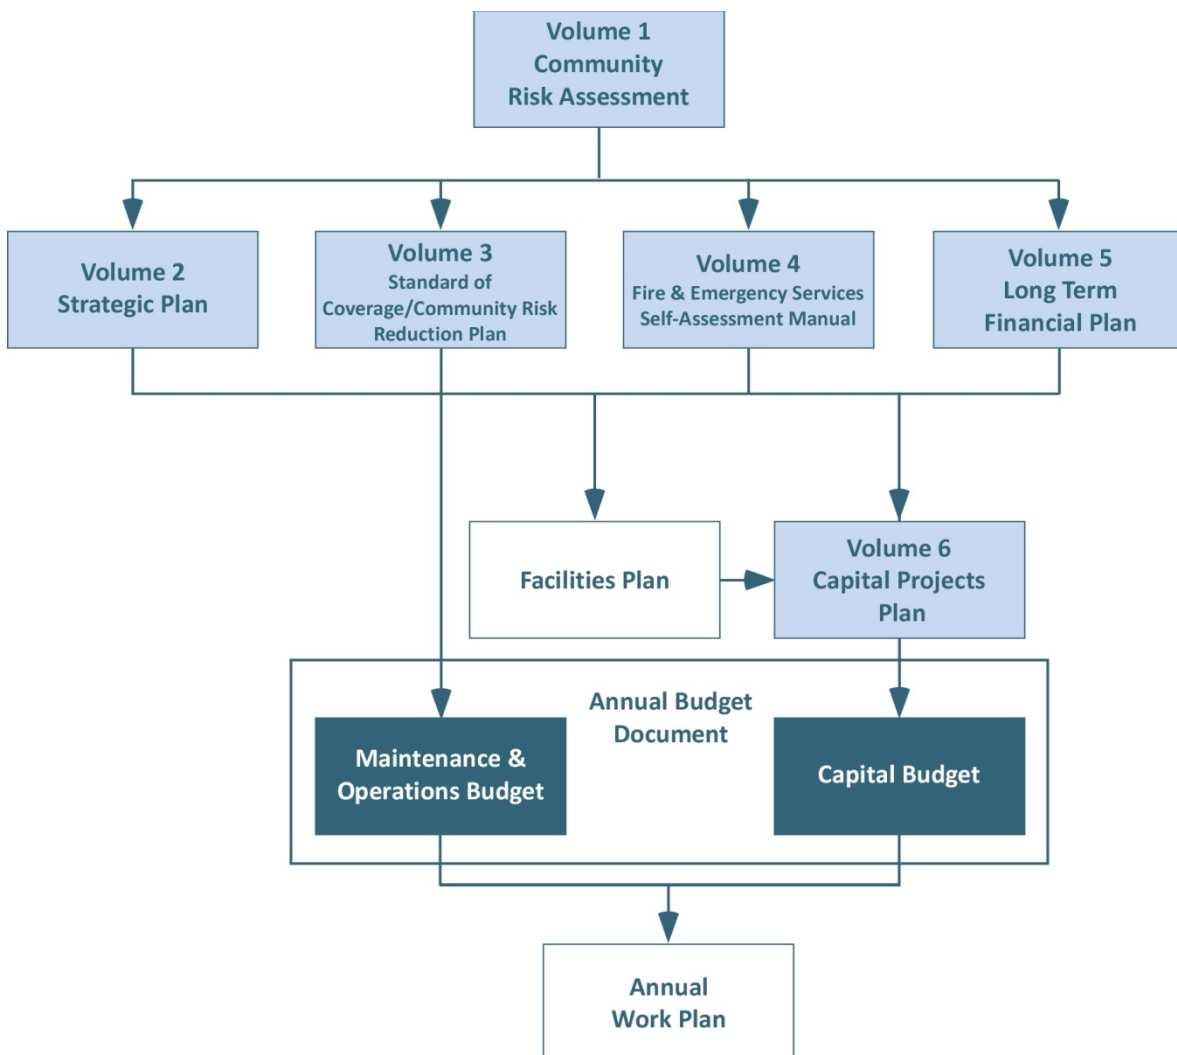 Volume 1
Community
Risk Assessment
Volume 2
Strategic Plan
Volume 3
Standard of
Coverage/Community Risk
Reduction Plan
Volume 4
Fire & Emergency Services
Self-Assessment Manual
Volume 5
Long Term
Financial Plan
Facilities Plan
Volume 6
Capital Projects
Plan
Annual Budget
Document
Maintenance &
Operations Budget
Capital Budget
Annual
Work Plan